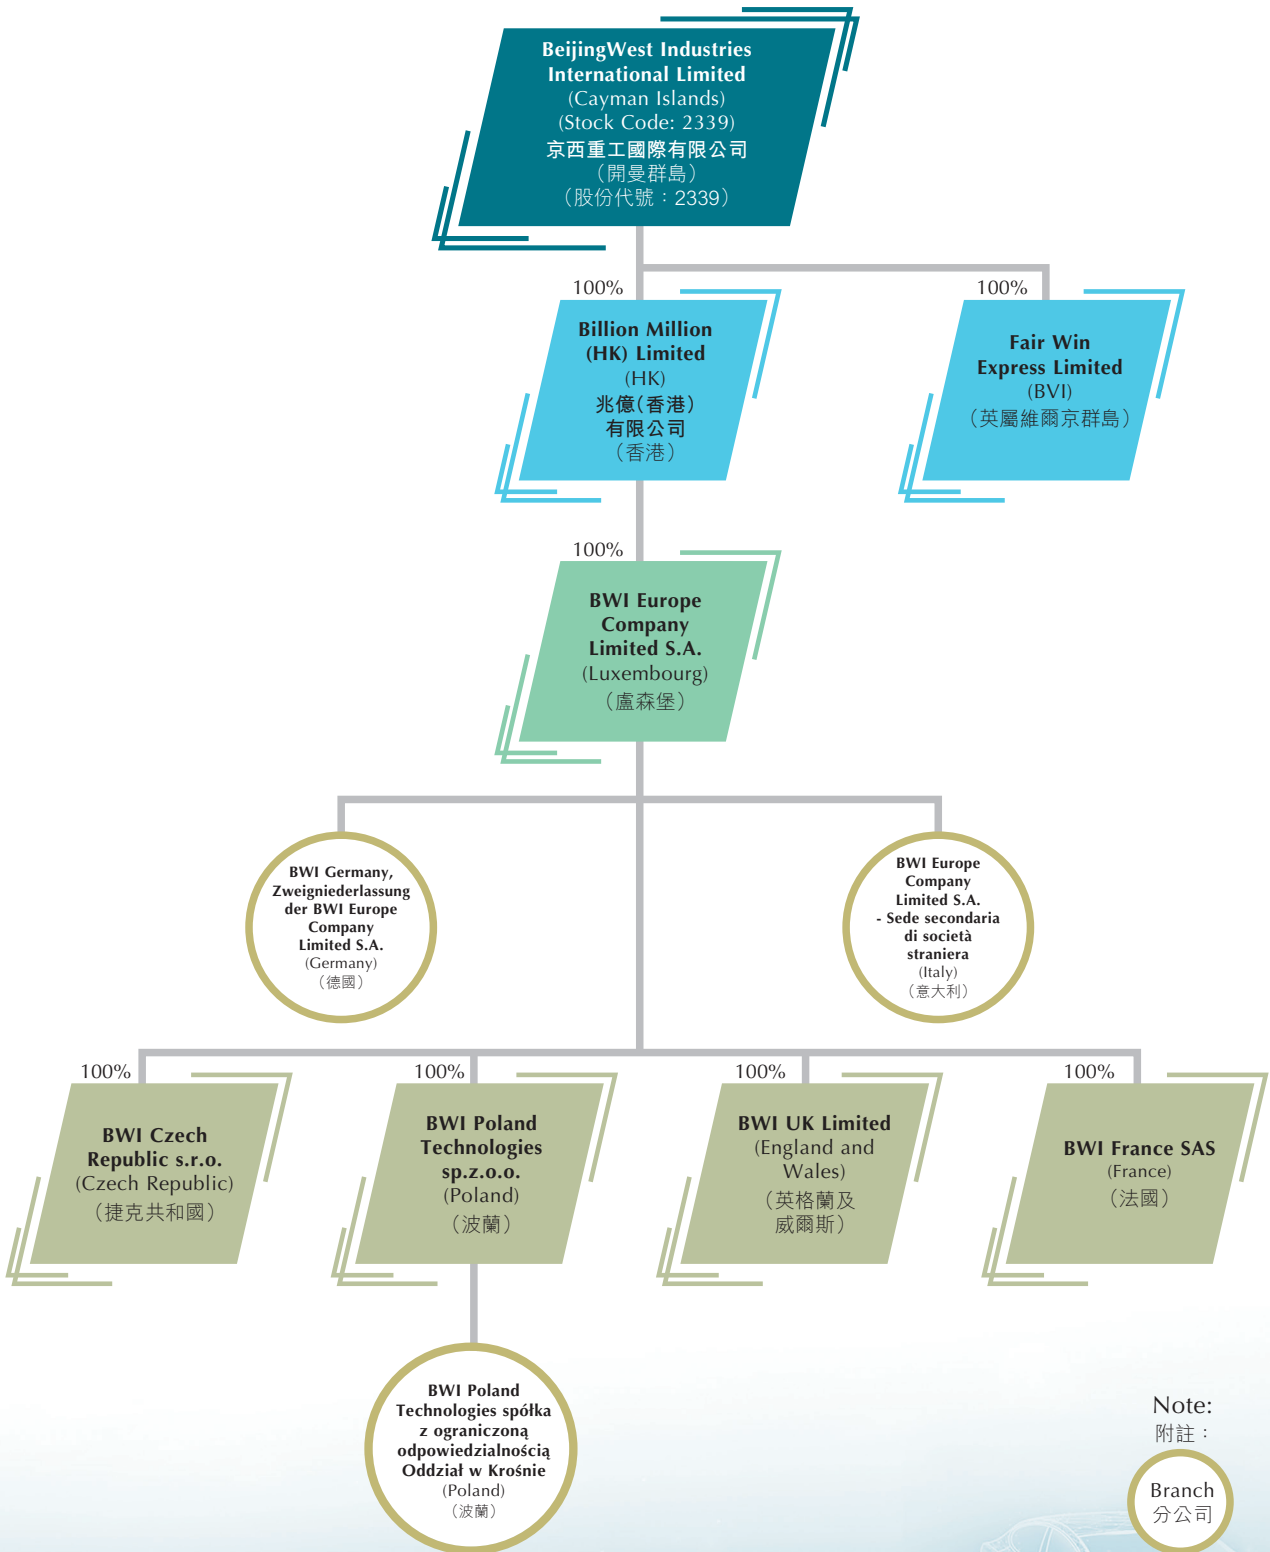 BeijingWest Industries
International Limited
(Cayman Islands)
(Stock Code: 2339)
京西重工國際有限公司
（開曼群島）
（股份代號：2339）
100%
Billion Million
(HK) Limited
(HK)
兆億（香港）
有限公司
（香港）
100%
Fair Win
Express Limited
(BVI)
（英屬維爾京群島）
100%
BWI Europe
Company
Limited S.A.
(Luxembourg)
（盧森堡）
BWI Germany,
Zweigniederlassung
der BWI Europe
Company
Limited S.A.
(Germany)
（德國）
BWI Europe
Company
Limited S.A.
- Sede secondaria
di società
straniera
(Italy)
（意大利）
100%
BWI Czech
Republic s.r.o.
(Czech Republic)
（捷克共和國）
100%
BWI Poland
Technologies
sp.z.o.o.
(Poland)
（波蘭）
100%
BWI UK Limited
(England and
Wales)
（英格蘭及
威爾斯）
100%
BWI France SAS
(France)
（法國）
BWI Poland
Technologies spółka
z ograniczoną
odpowiedzialnością
Oddział w Krośnie
(Poland)
（波蘭）
Note:
附註：
Branch
分公司